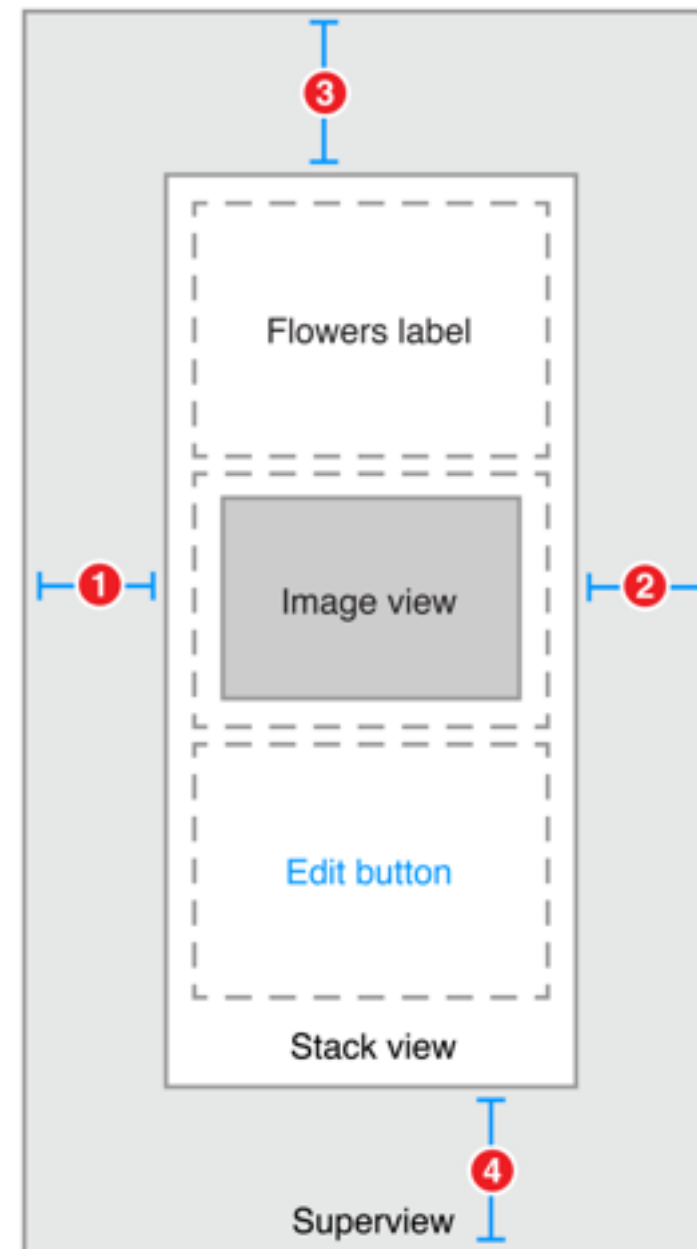 3
Flowers label
1
Image view
2
Edit button
Stack view
4
Superview